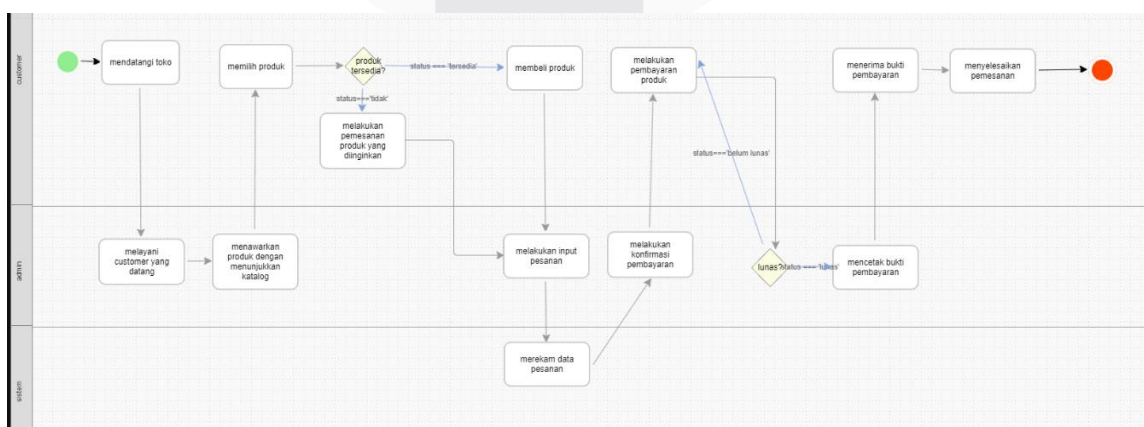 customer
mendatangi toko
memilih produk
produk
tersedia?
status === 'tersedia'
membeli produk
melakukan
pembayaran
produk
menerima bukti
pembayaran
menyelesaikan
pemesanan
status==='tidak'
melakukan
pemesanan
produk yang
diinginkan
status==='belum lunas'
admin
melayani
customer yang
datang
menawarkan
produk dengan
menunjukkan
katalog
melakukan input
pesanan
melakukan
konfirmasi
pembayaran
lunas?
status === 'lunas'
mencetak bukti
pembayaran
sistem
merekam data
pesanan